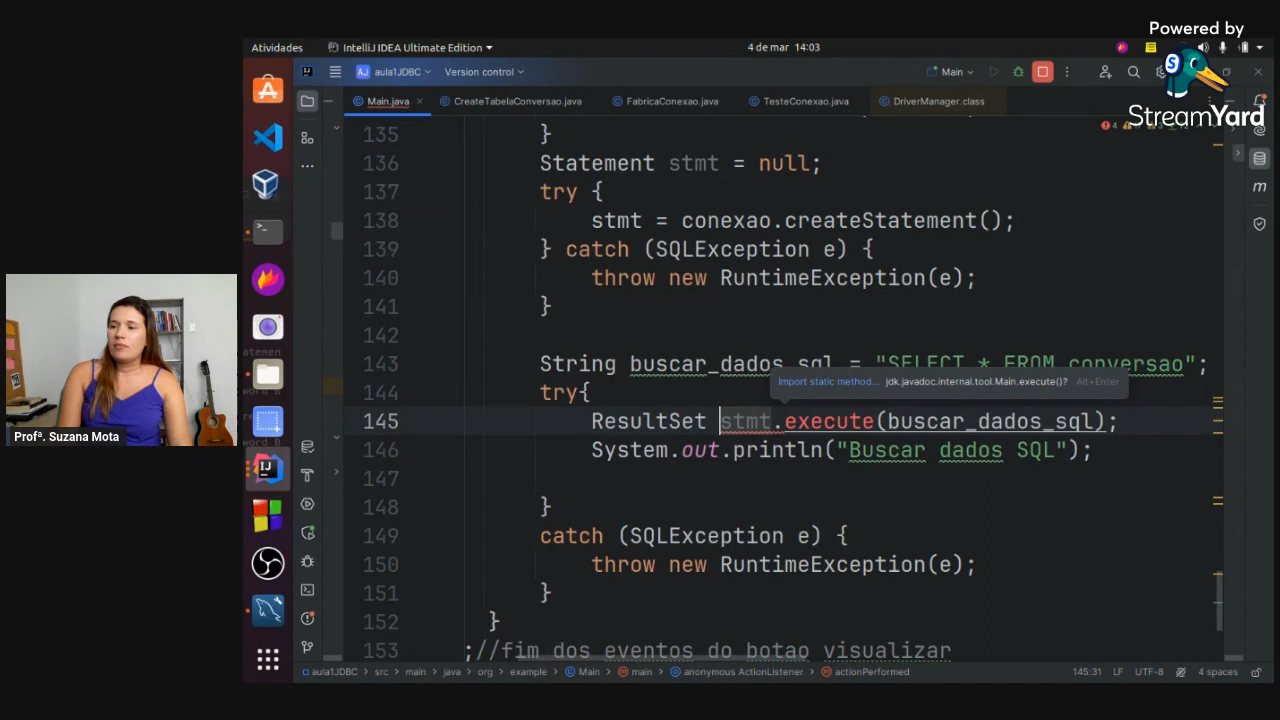 Powered by
StreamYard
Atividades
IntelliJ IDEA Ultimate Edition
4 de mar 14:03
AJ aula1JDBC
Version control
Main
Main.java
CreateTabelaConversao.java
FabricaConexao.java
TesteConexao.java
DriverManager.class
4
135 }
136 Statement stmt = null;
137 try {
138 stmt = conexao.createStatement();
139 } catch (SQLException e) {
140 throw new RuntimeException(e);
141 }
142
143 String buscar_dados_sql = "SELECT * FROM conversao";
Import static method... jdk.javadoc.internal.tool.Main.execute()? Alt+Enter
144 try{
145 ResultSet stmt.execute(buscar_dados_sql);
146 System.out.println("Buscar dados SQL");
147
148 }
149 catch (SQLException e) {
150 throw new RuntimeException(e);
151 }
152 }
153 ;//fim dos eventos do botao visualizar
Profª. Suzana Mota
aula1JDBC > src > main > java > org > example > Main > main > anonymous ActionListener > actionPerformed
145:31 LF UTF-8 4 spaces